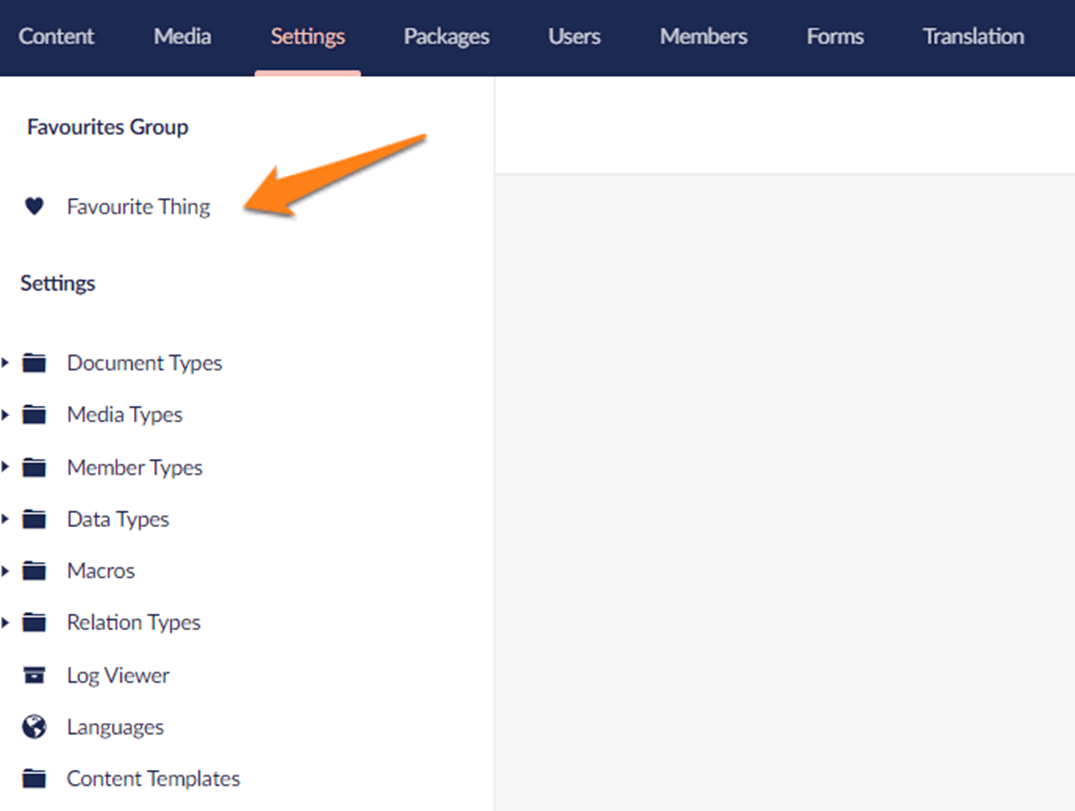 Content Media Settings Packages Users Members Forms Translation
Favourites Group
Favourite Thing
Settings
Document Types
Media Types
Member Types
Data Types
Macros
Relation Types
Log Viewer
Languages
Content Templates